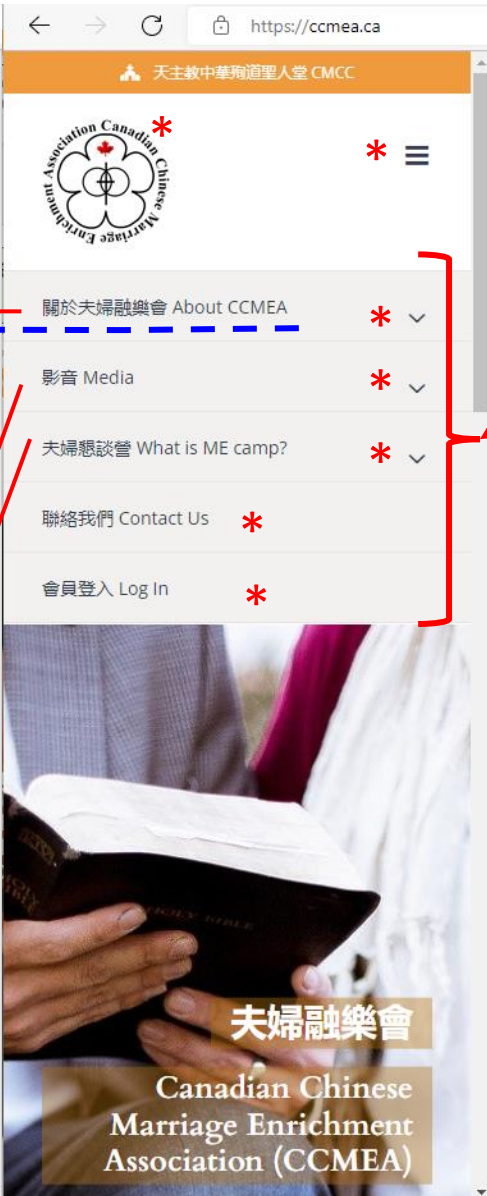 https://ccmea.ca
天主教中華殉道聖人堂 CMCC
Association Canadian Chinese Marriage Enrichment
*
* ≡
關於夫婦融樂會 About CCMEA *
影音 Media *
夫婦懇談營 What is ME camp? *
聯絡我們 Contact Us *
會員登入 Log In *
HOLY BIBLE
夫婦融樂會
Canadian Chinese
Marriage Enrichment
Association (CCMEA)